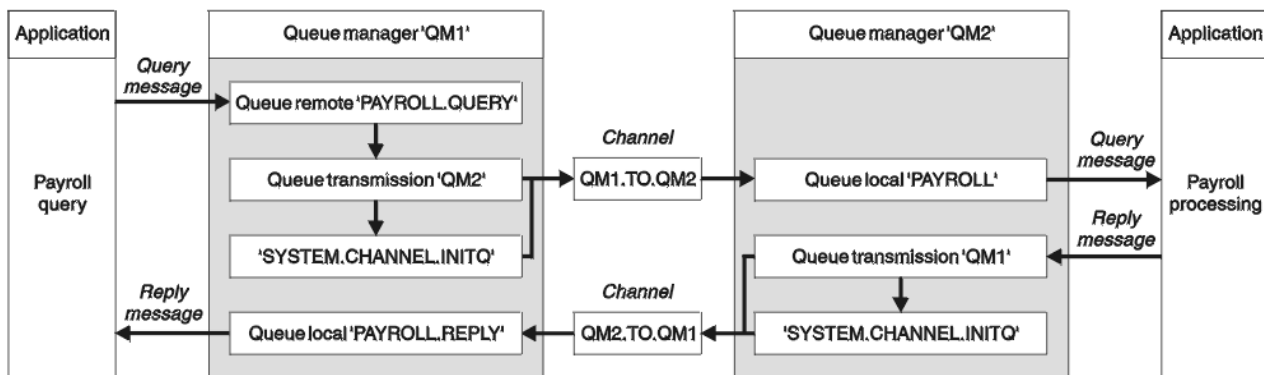 Application
Queue manager 'QM1'
Queue manager 'QM2'
Application
Query
message
Queue remote 'PAYROLL.QUERY'
Channel
Query
message
Payroll
query
Queue transmission 'QM2'
QM1.TO.QM2
Queue local 'PAYROLL'
Payroll
processing
'SYSTEM.CHANNEL.INITQ'
Queue transmission 'QM1'
Reply
message
Reply
message
Queue local 'PAYROLL.REPLY'
Channel
QM2.TO.QM1
'SYSTEM.CHANNEL.INITQ'